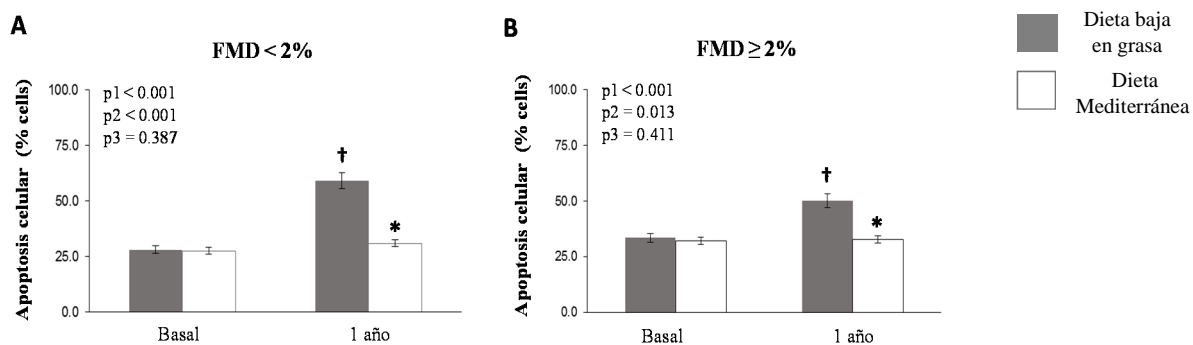 A
FMD < 2%
Apoptosis celular (% cells)
100.0
75.0
50.0
25.0
0.0
p1 < 0.001
p2 < 0.001
p3 = 0.387
†
*
Basal
1 año
B
FMD ≥ 2%
Apoptosis celular (% cells)
100.0
75.0
50.0
25.0
0.0
p1 < 0.001
p2 = 0.013
p3 = 0.411
†
*
Basal
1 año
Dieta baja
en grasa
Dieta
Mediterránea